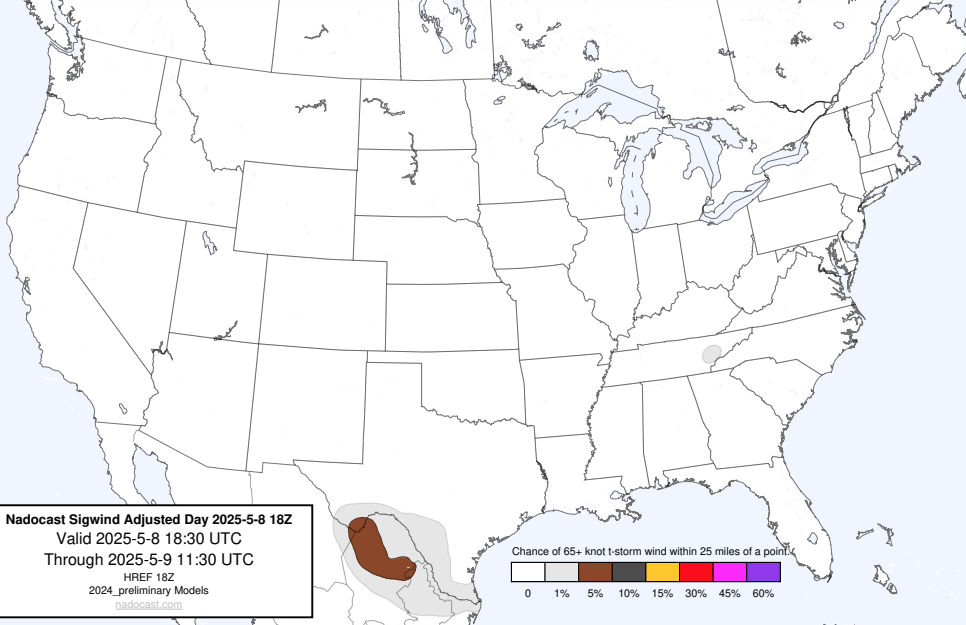 Nadocast Sigwind Adjusted Day 2025-5-8 18Z
Valid 2025-5-8 18:30 UTC
Through 2025-5-9 11:30 UTC
HREF 18Z
2024_preliminary Models
nadocast.com
Chance of 65+ knot t-storm wind within 25 miles of a point.
0 1% 5% 10% 15% 30% 45% 60%